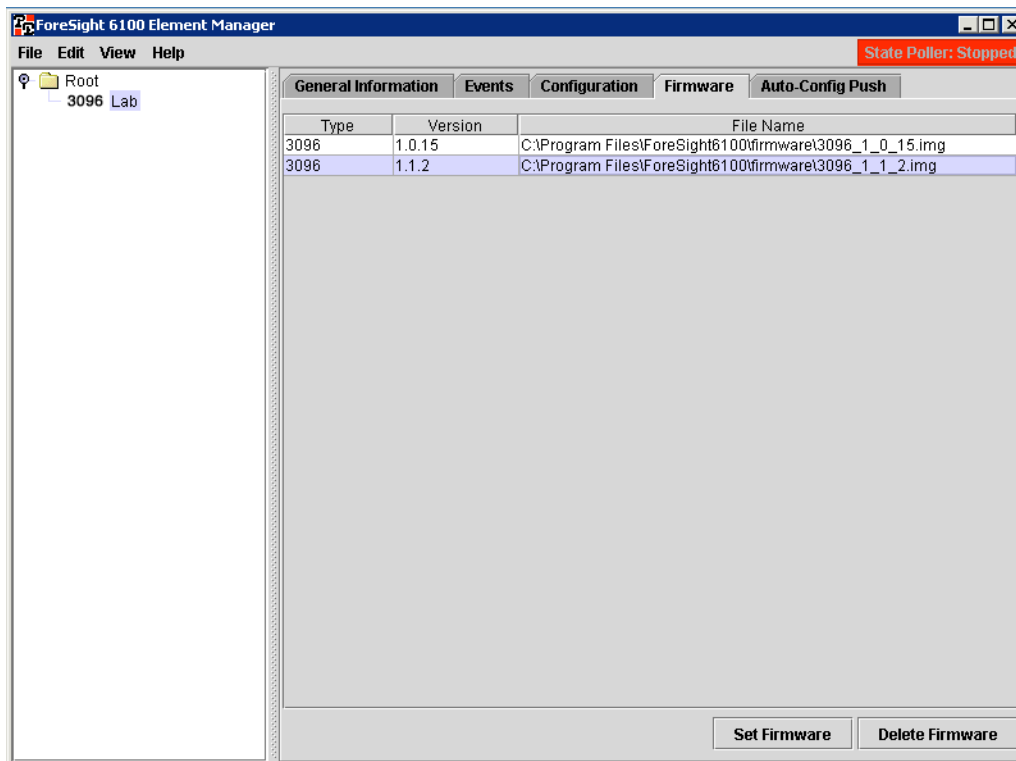 ForeSight 6100 Element Manager
File Edit View Help
State Poller: Stopped
Root
3096 Lab
General Information Events Configuration Firmware Auto-Config Push
Type Version File Name
3096 1.0.15 C:\Program Files\ForeSight6100\firmware\3096_1_0_15.img
3096 1.1.2 C:\Program Files\ForeSight6100\firmware\3096_1_1_2.img
Set Firmware Delete Firmware